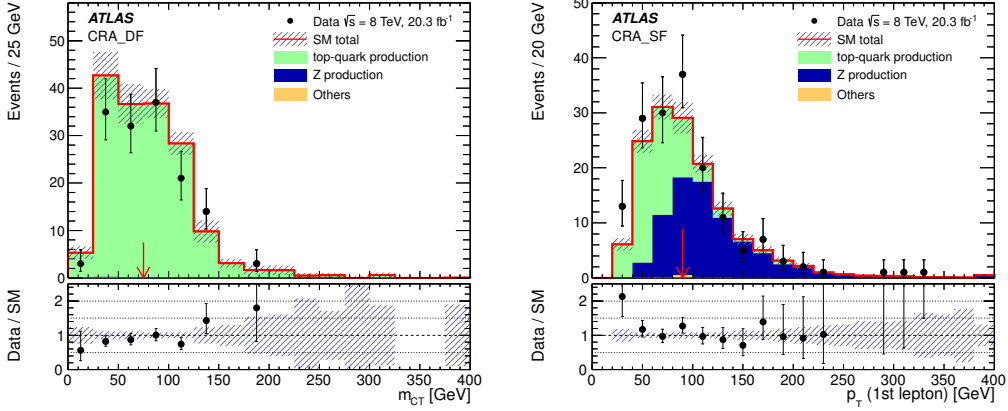 ATLAS
CRA_DF
Data √s = 8 TeV, 20.3 fb⁻¹
SM total
top-quark production
Z production
Others
Events / 25 GeV
50
40
30
20
10
0
Data / SM
2
1
0
0 50 100 150 200 250 300 350 400
m_CT [GeV]
ATLAS
CRA_SF
Data √s = 8 TeV, 20.3 fb⁻¹
SM total
top-quark production
Z production
Others
Events / 20 GeV
50
40
30
20
10
0
Data / SM
2
1
0
0 50 100 150 200 250 300 350 400
p_T (1st lepton) [GeV]